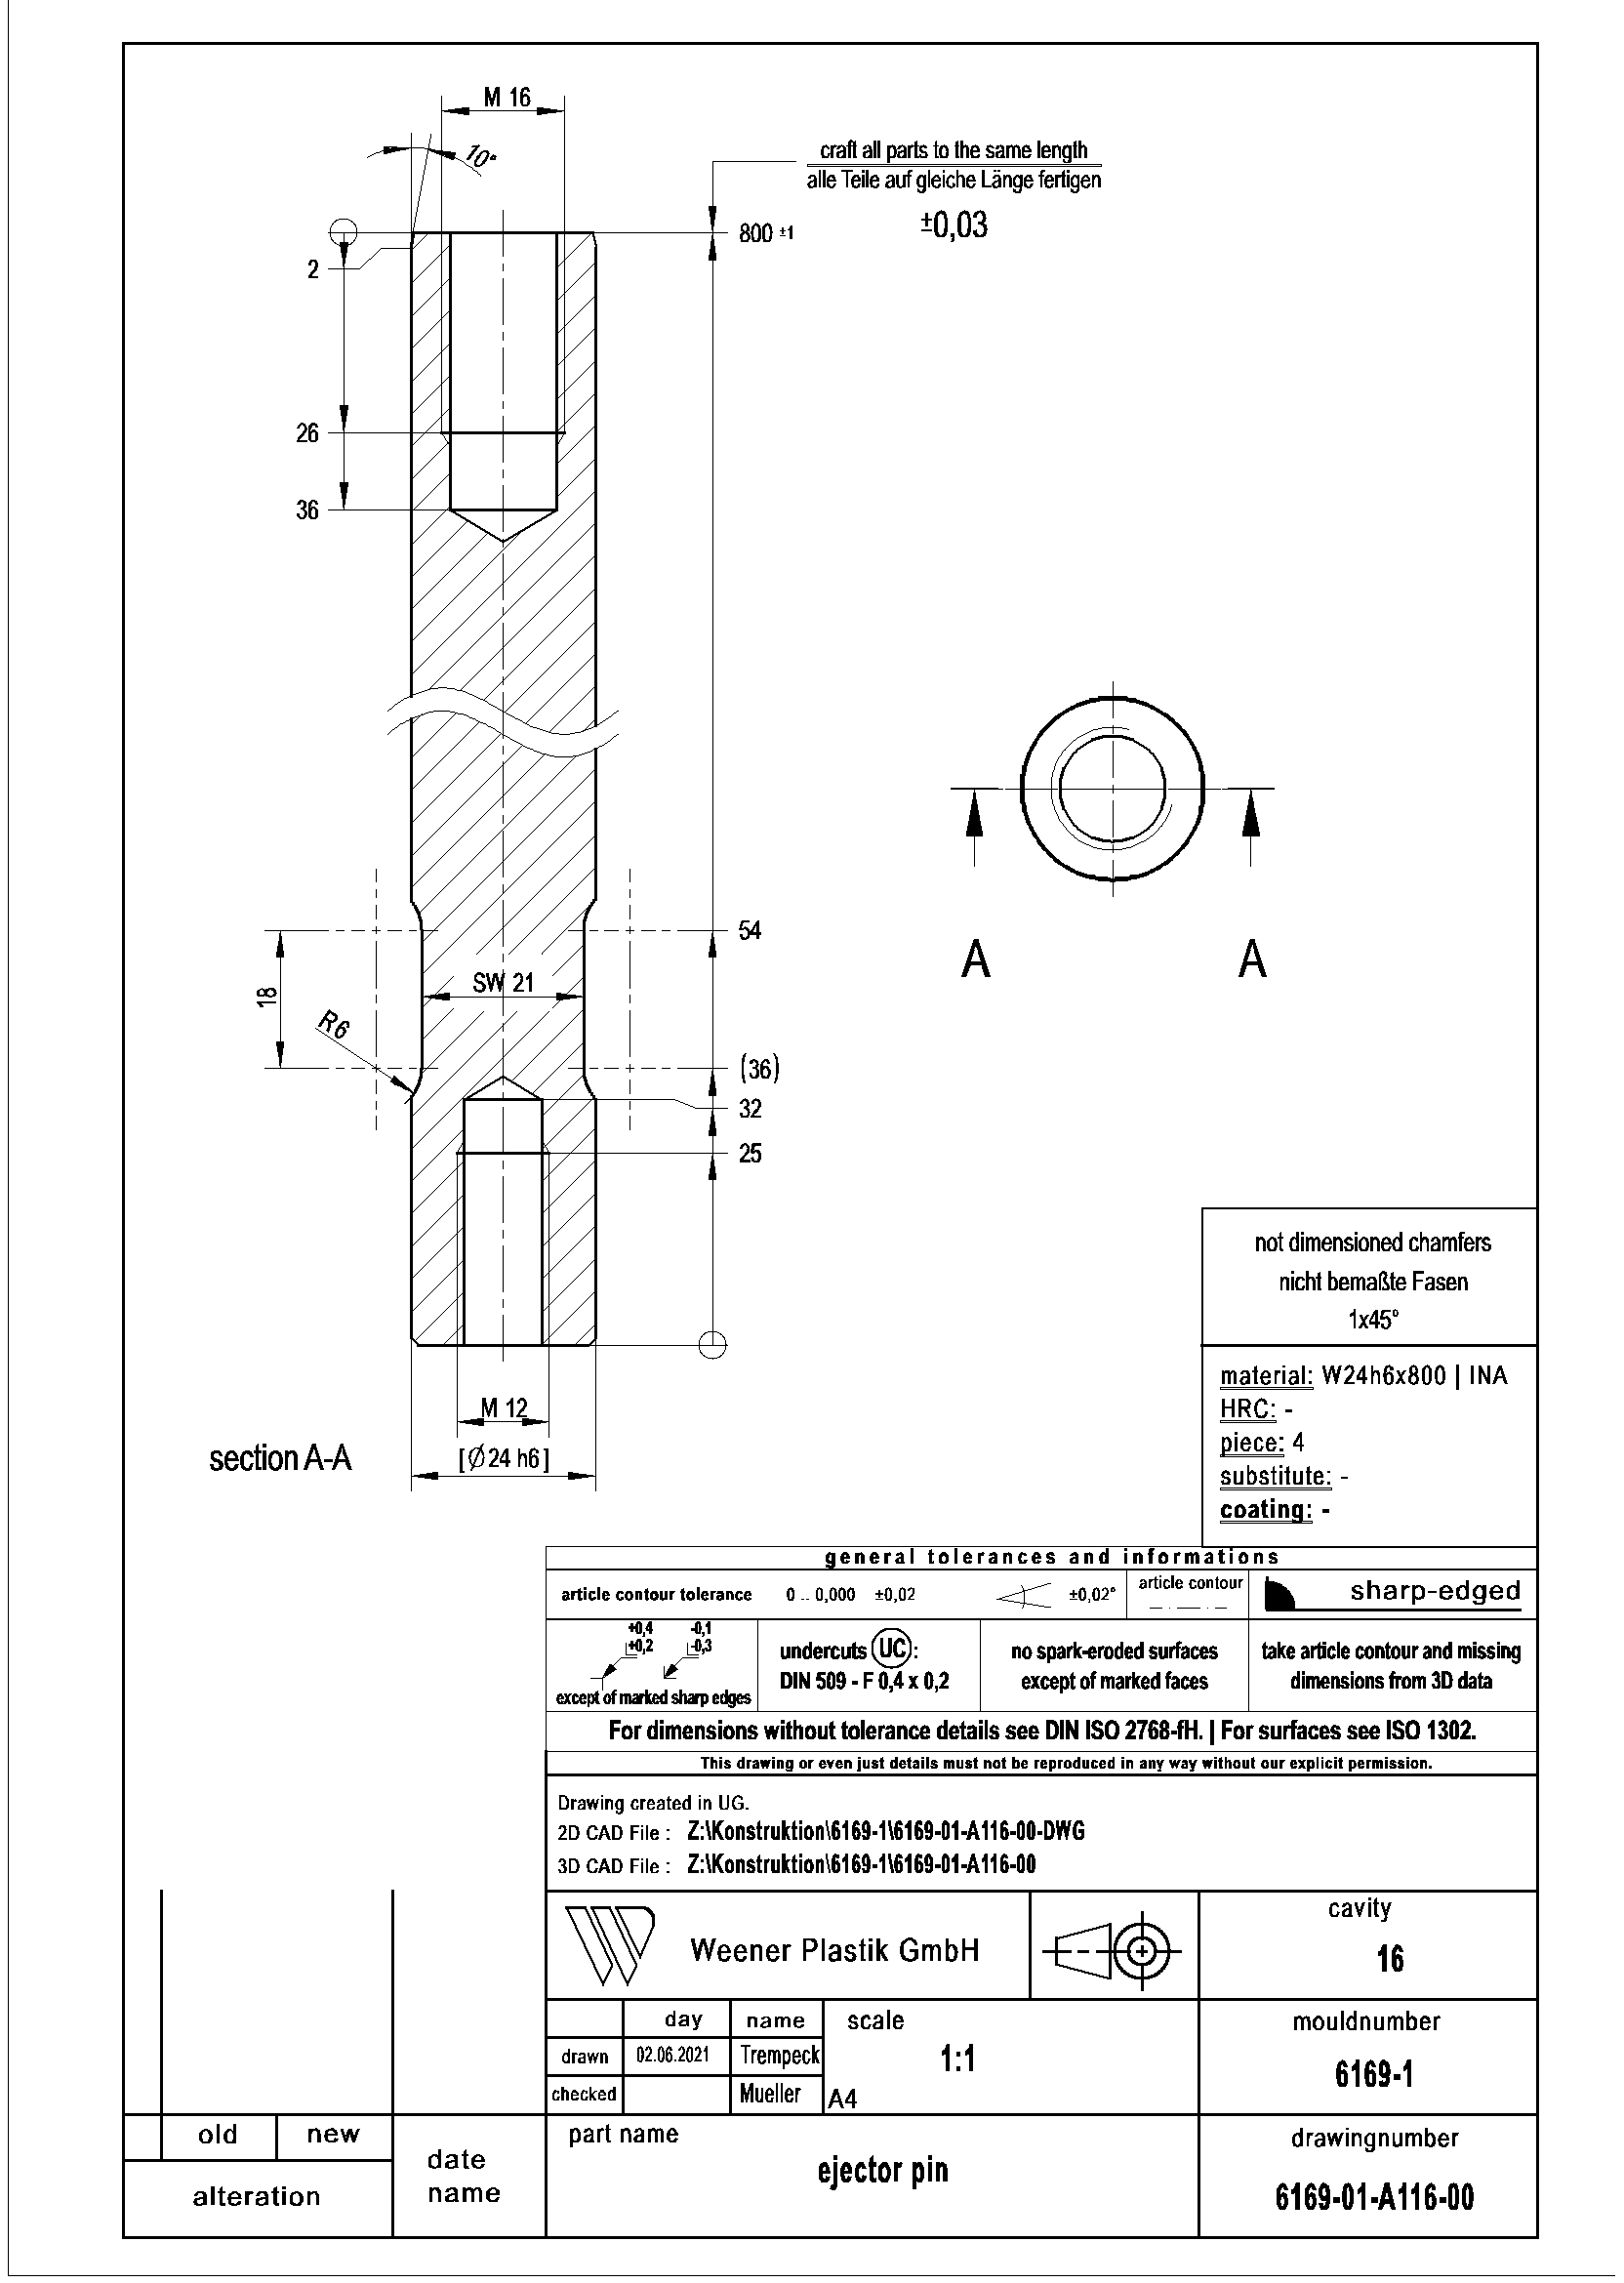 M 16
10°
craft all parts to the same length
alle Teile auf gleiche Länge fertigen
±0,03
800 ±1
2
26
36
54
SW 21
18
R6
(36)
32
25
A A
M 12
[Ø24 h6]
section A-A
not dimensioned chamfers
nicht bemaßte Fasen
1x45°
material: W24h6x800 | INA
HRC: -
piece: 4
substitute: -
coating: -
general tolerances and informations
article contour tolerance 0 .. 0,000 ±0,02 ±0,02° article contour sharp-edged
+0,4 -0,1
+0,2 -0,3
except of marked sharp edges
undercuts UC:
DIN 509 - F 0,4 x 0,2
no spark-eroded surfaces
except of marked faces
take article contour and missing
dimensions from 3D data
For dimensions without tolerance details see DIN ISO 2768-fH. | For surfaces see ISO 1302.
This drawing or even just details must not be reproduced in any way without our explicit permission.
Drawing created in UG.
2D CAD File : Z:\Konstruktion\6169-1\6169-01-A116-00-DWG
3D CAD File : Z:\Konstruktion\6169-1\6169-01-A116-00
Weener Plastik GmbH
cavity
16
day name scale
drawn 02.06.2021 Trempeck 1:1
checked Mueller A4
mouldnumber
6169-1
old new
alteration
date
name
part name
ejector pin
drawingnumber
6169-01-A116-00